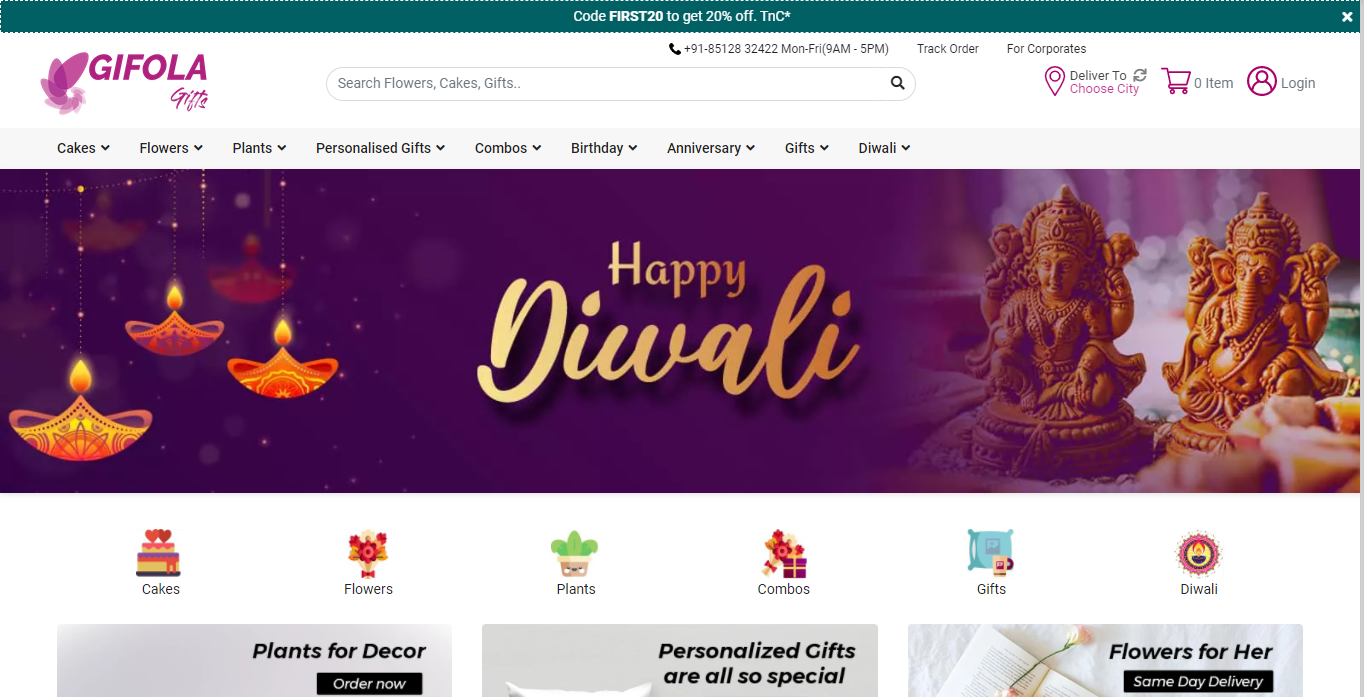 Code FIRST20 to get 20% off. TnC*
+91-85128 32422 Mon-Fri(9AM - 5PM)
Track Order
For Corporates
GIFOLA
Gifts
Search Flowers, Cakes, Gifts..
Deliver To
Choose City
0 Item
Login
Cakes
Flowers
Plants
Personalised Gifts
Combos
Birthday
Anniversary
Gifts
Diwali
Happy
Diwali
Cakes
Flowers
Plants
Combos
Gifts
Diwali
Plants for Decor
Order now
Personalized Gifts
are all so special
Flowers for Her
Same Day Delivery